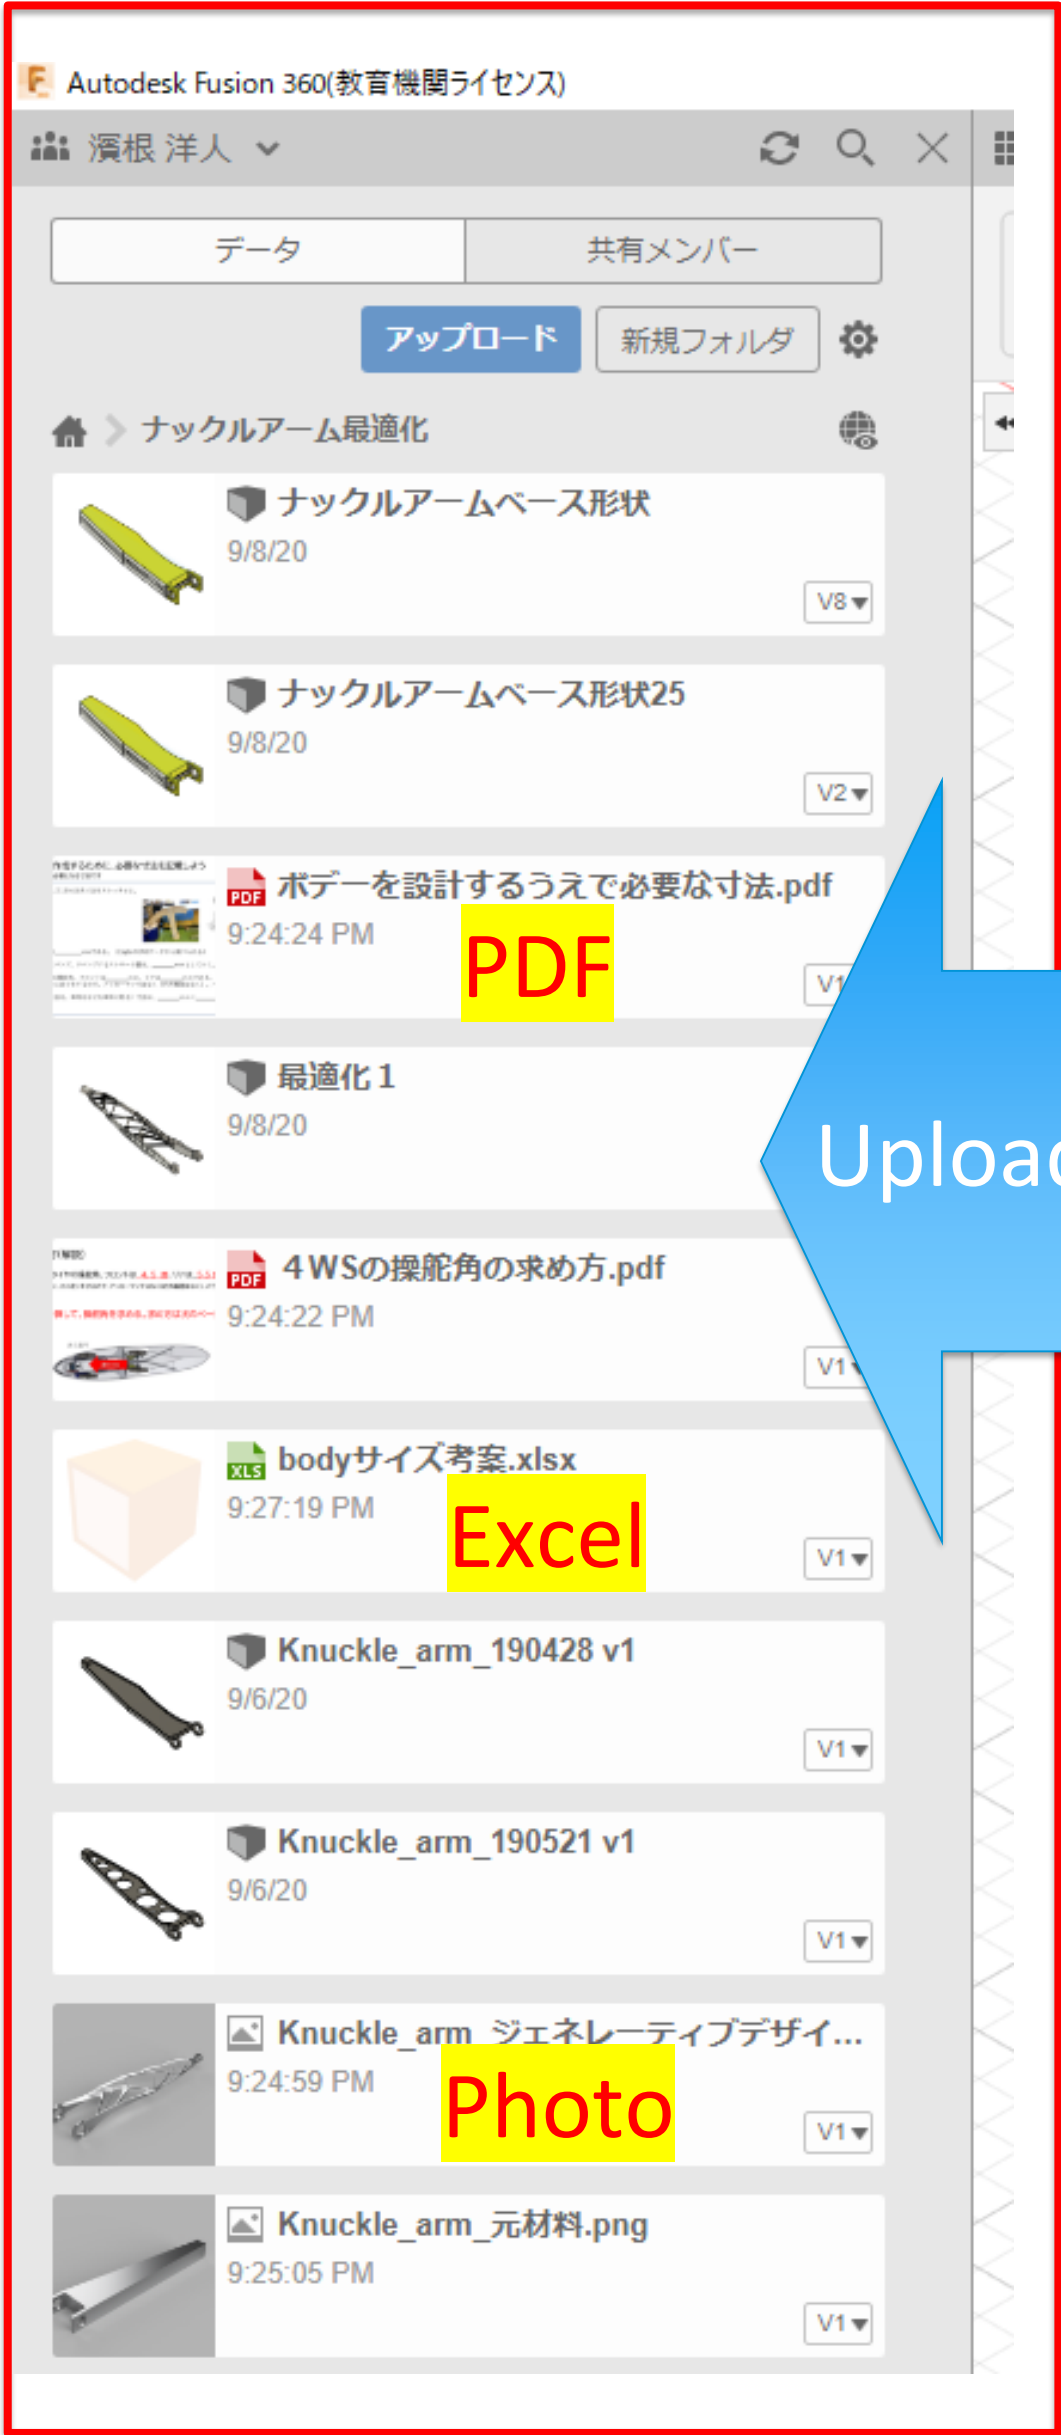 Autodesk Fusion 360(教育機関ライセンス)
濱根 洋人
データ
共有メンバー
アップロード
新規フォルダ
ナックルアーム最適化
ナックルアームベース形状
9/8/20
V8
ナックルアームベース形状25
9/8/20
V2
PDF
ボデーを設計するうえで必要な寸法.pdf
9:24:24 PM
PDF
V1
最適化１
9/8/20
Upload
PDF
４WSの操舵角の求め方.pdf
9:24:22 PM
V1
XLS
bodyサイズ考案.xlsx
9:27:19 PM
Excel
V1
Knuckle_arm_190428 v1
9/6/20
V1
Knuckle_arm_190521 v1
9/6/20
V1
Knuckle_arm_ジェネレーティブデザイ...
9:24:59 PM
Photo
V1
Knuckle_arm_元材料.png
9:25:05 PM
V1